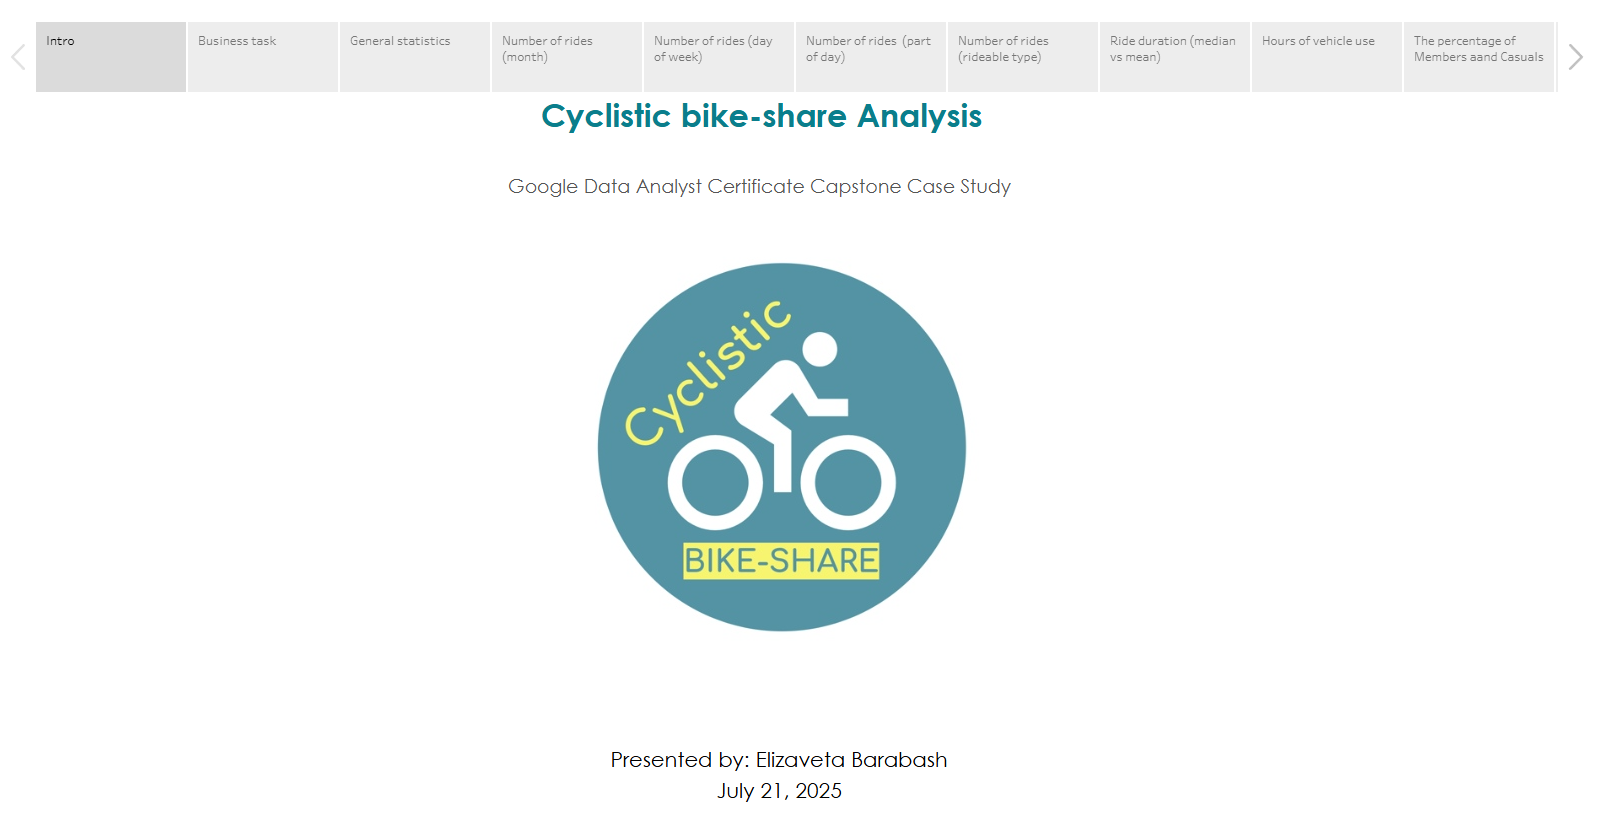 Intro
Business task
General statistics
Number of rides
(month)
Number of rides (day
of week)
Number of rides (part
of day)
Number of rides
(rideable type)
Ride duration (median
vs mean)
Hours of vehicle use
The percentage of
Members aand Casuals
Cyclistic bike-share Analysis
Google Data Analyst Certificate Capstone Case Study
Cyclistic
BIKE-SHARE
Presented by: Elizaveta Barabash
July 21, 2025